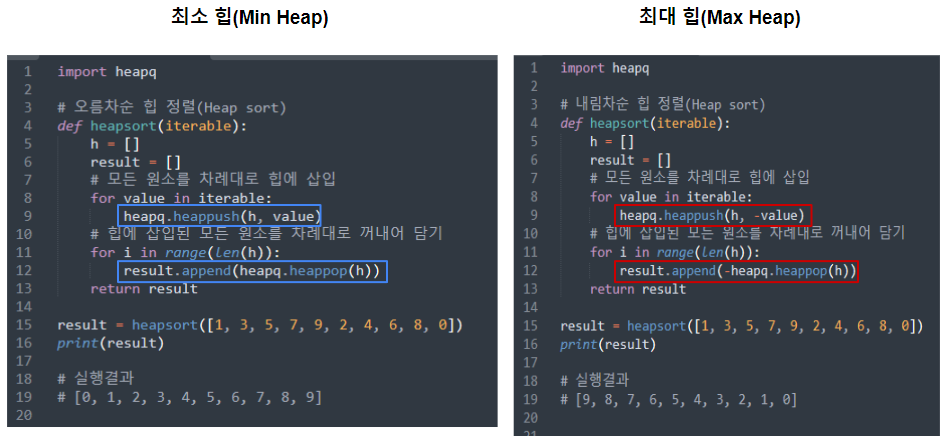 최소 힙(Min Heap)
1 import heapq
2
3 # 오름차순 힙 정렬(Heap sort)
4 def heapsort(iterable):
5 h = []
6 result = []
7 # 모든 원소를 차례대로 힙에 삽입
8 for value in iterable:
9 heapq.heappush(h, value)
10 # 힙에 삽입된 모든 원소를 차례대로 꺼내어 담기
11 for i in range(len(h)):
12 result.append(heapq.heappop(h))
13 return result
14
15 result = heapsort([1, 3, 5, 7, 9, 2, 4, 6, 8, 0])
16 print(result)
17
18 # 실행결과
19 # [0, 1, 2, 3, 4, 5, 6, 7, 8, 9]
20
최대 힙(Max Heap)
1 import heapq
2
3 # 내림차순 힙 정렬(Heap sort)
4 def heapsort(iterable):
5 h = []
6 result = []
7 # 모든 원소를 차례대로 힙에 삽입
8 for value in iterable:
9 heapq.heappush(h, -value)
10 # 힙에 삽입된 모든 원소를 차례대로 꺼내어 담기
11 for i in range(len(h)):
12 result.append(-heapq.heappop(h))
13 return result
14
15 result = heapsort([1, 3, 5, 7, 9, 2, 4, 6, 8, 0])
16 print(result)
17
18 # 실행결과
19 # [9, 8, 7, 6, 5, 4, 3, 2, 1, 0]
20
21